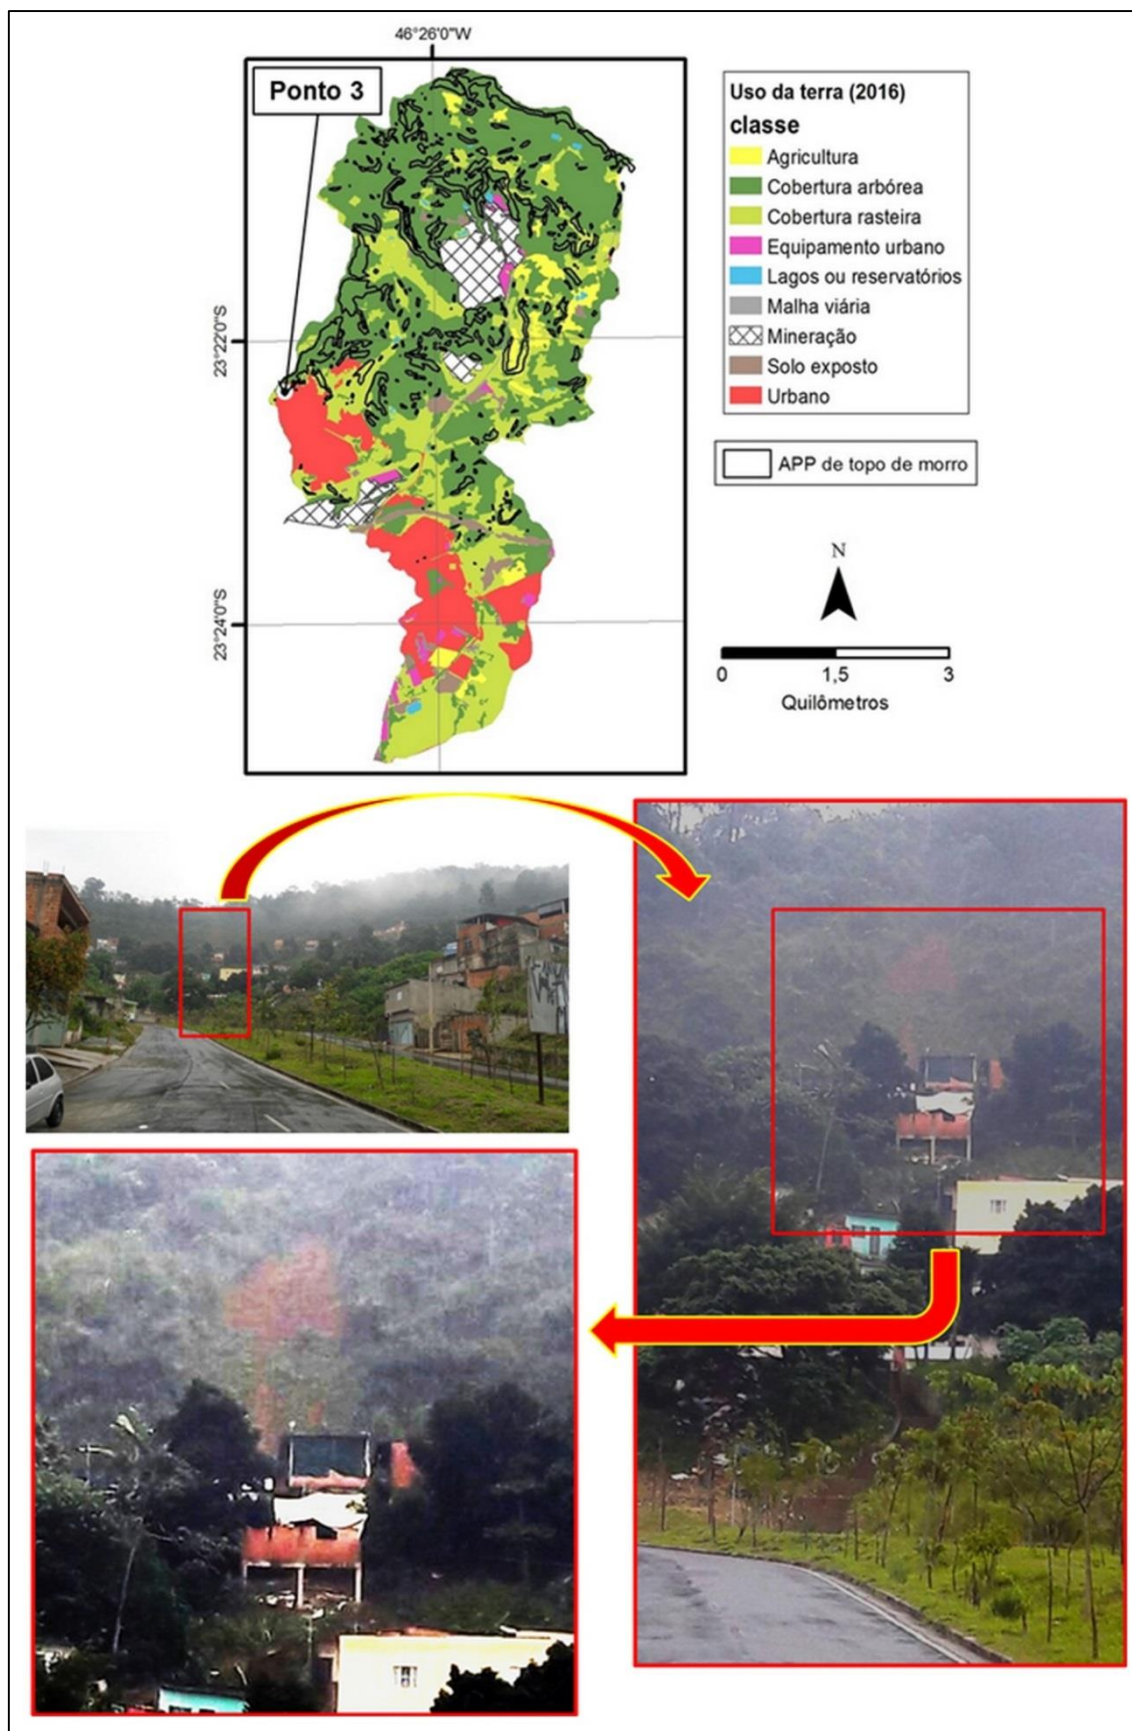 46°26'0"W
Ponto 3
23°22'0"S
23°24'0"S
Uso da terra (2016)
classe
Agricultura
Cobertura arbórea
Cobertura rasteira
Equipamento urbano
Lagos ou reservatórios
Malha viária
Mineração
Solo exposto
Urbano
APP de topo de morro
N
0 1,5 3
Quilômetros